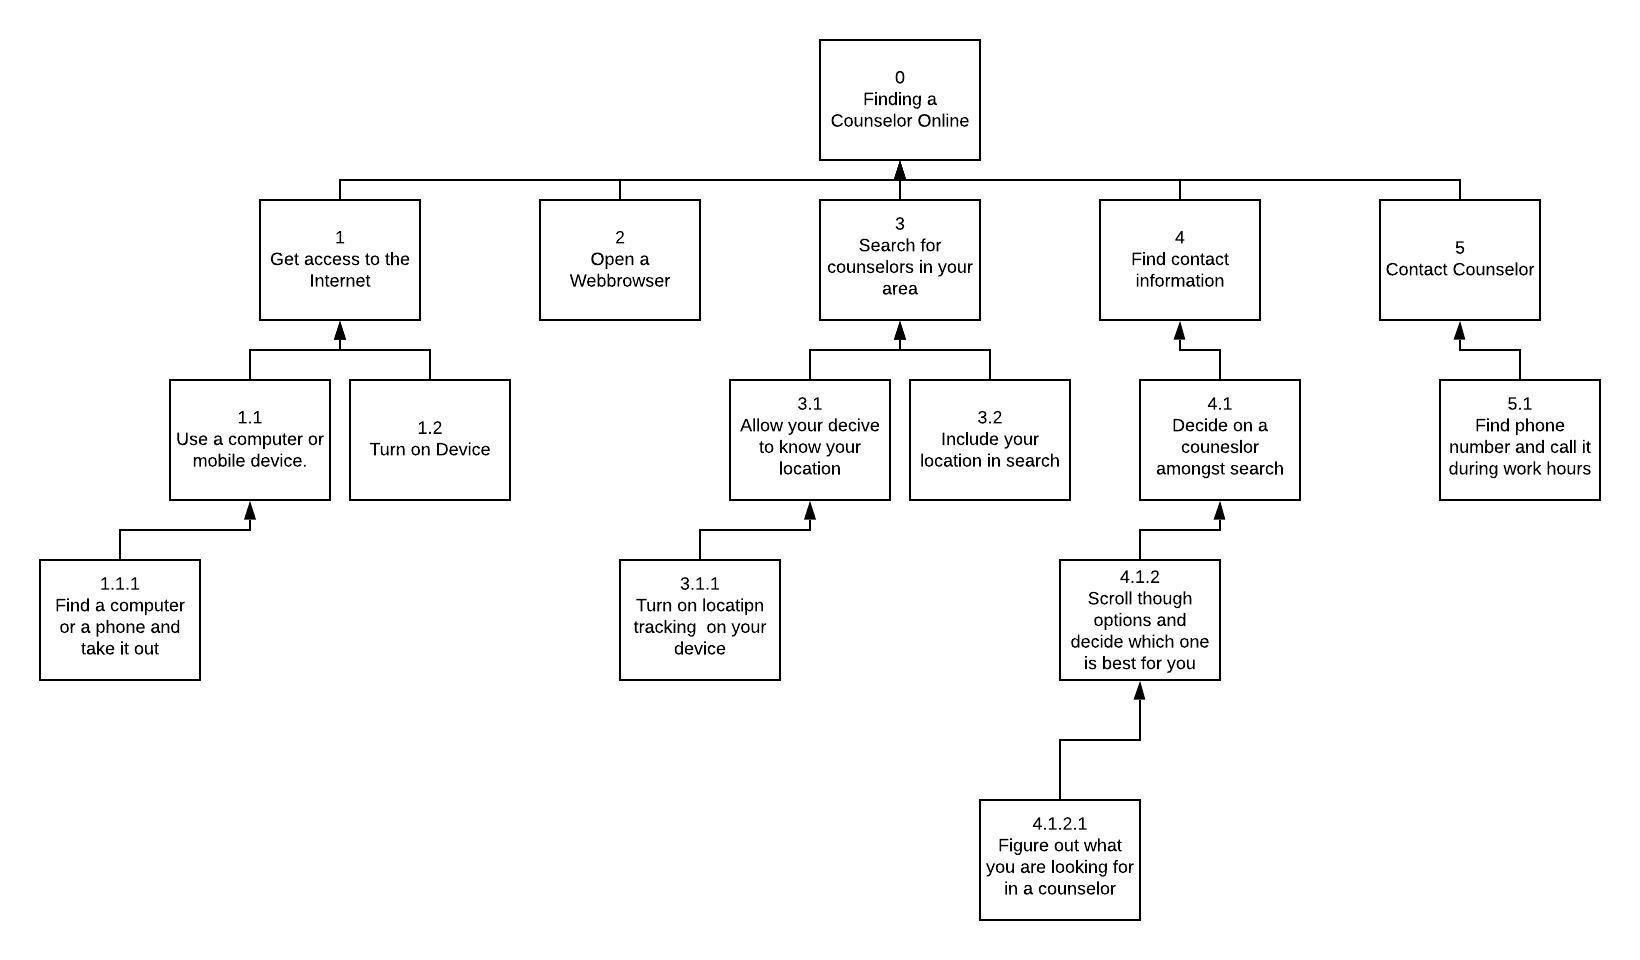 0
Finding a
Counselor Online
1
Get access to the
Internet
2
Open a
Webbrowser
3
Search for
counselors in your
area
4
Find contact
information
5
Contact Counselor
1.1
Use a computer or
mobile device.
1.2
Turn on Device
3.1
Allow your decive
to know your
location
3.2
Include your
location in search
4.1
Decide on a
couneslor
amongst search
5.1
Find phone
number and call it
during work hours
1.1.1
Find a computer
or a phone and
take it out
3.1.1
Turn on locatipn
tracking  on your
device
4.1.2
Scroll though
options and
decide which one
is best for you
4.1.2.1
Figure out what
you are looking for
in a counselor